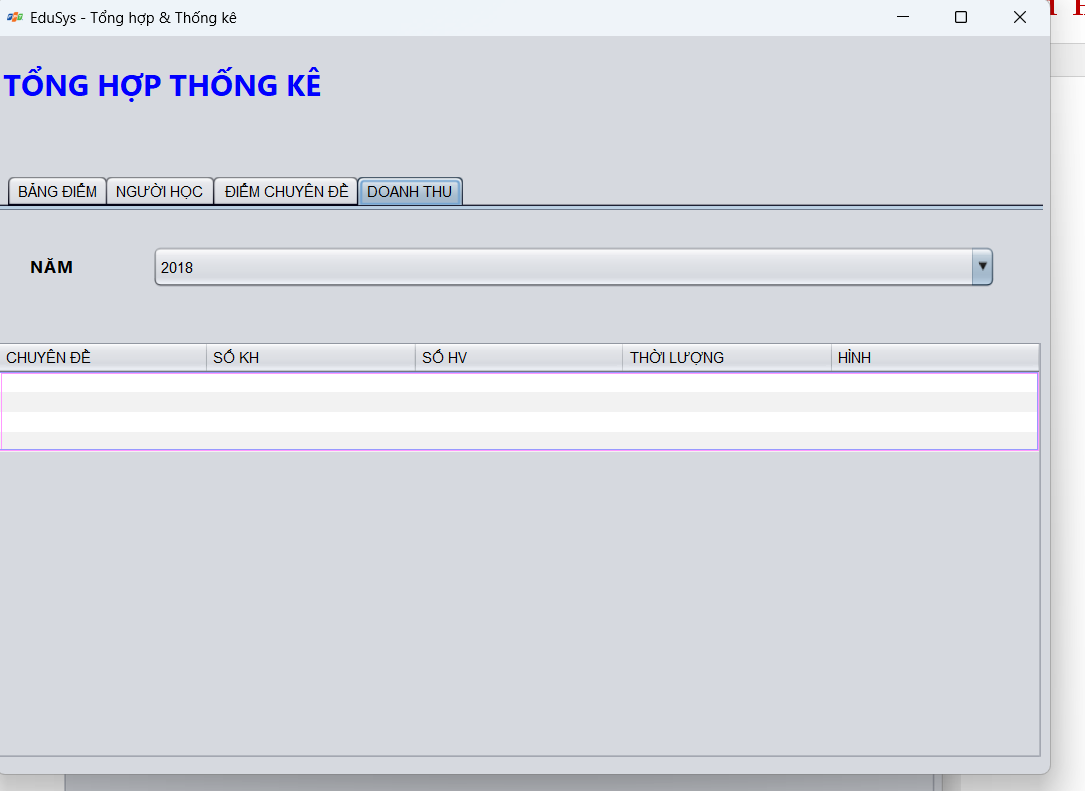 EduSys - Tổng hợp & Thống kê
TỔNG HỢP THỐNG KÊ
BẢNG ĐIỂM NGƯỜI HỌC ĐIỂM CHUYÊN ĐỀ DOANH THU
NĂM 2018
CHUYÊN ĐỀ SỐ KH SỐ HV THỜI LƯỢNG HÌNH